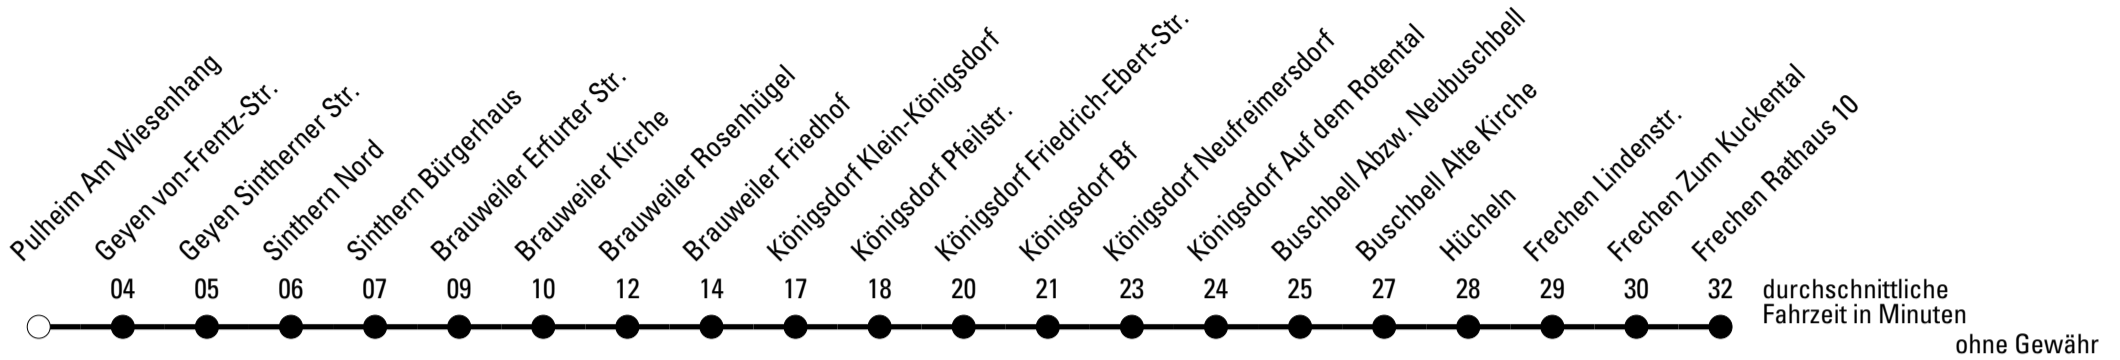 Pulheim Am Wiesenhang
Geyen von-Frentz-Str.
Geyen Sintherner Str.
Sinthern Nord
Sinthern Bürgerhaus
Brauweiler Erfurter Str.
Brauweiler Kirche
Brauweiler Rosenhügel
Brauweiler Friedhof
Königsdorf Klein-Königsdorf
Königsdorf Pfeilstr.
Königsdorf Friedrich-Ebert-Str.
Königsdorf Bf
Königsdorf Neufreimersdorf
Königsdorf Auf dem Rotental
Buschbell Abzw. Neubuschbell
Buschbell Alte Kirche
Hücheln
Frechen Lindenstr.
Frechen Zum Kuckental
Frechen Rathaus 10
04 05 06 07 09 10 12 14 17 18 20 21 23 24 25 27 28 29 30 32
durchschnittliche
Fahrzeit in Minuten
ohne Gewähr